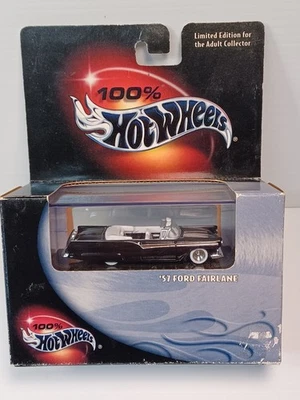 Limited Edition for
the Adult Collector
100%
Hot Wheels
'57 FORD FAIRLANE
100%
Hot Wheels